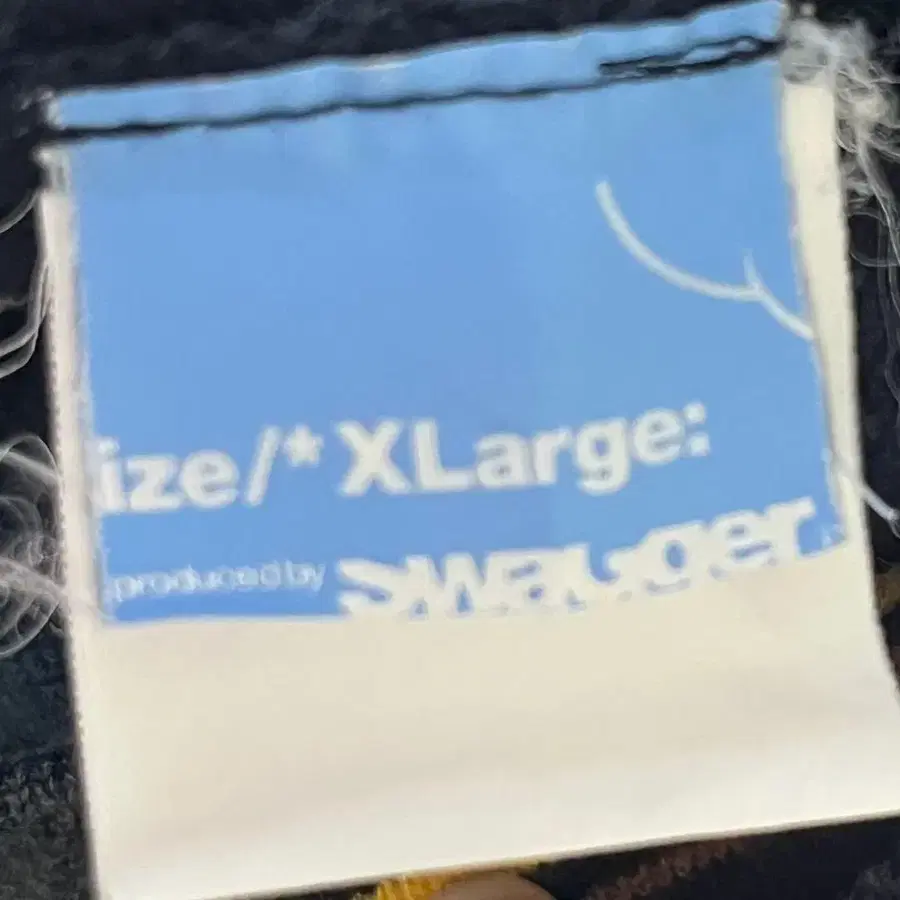 ize/* XLarge:
produced by swagger